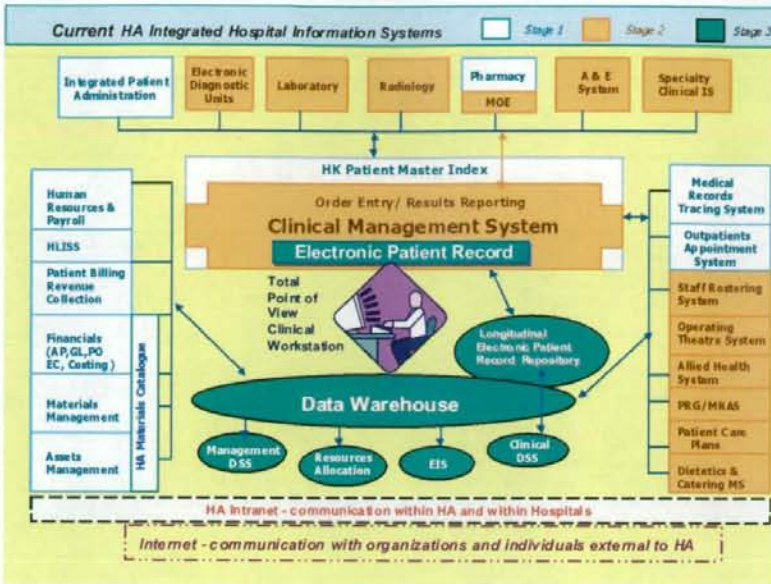 Current HA Integrated Hospital Information Systems
Stage 1
Stage 2
Stage 3
Integrated Patient
Administration
Electronic
Diagnostic
Units
Laboratory
Radiology
Pharmacy
MOE
A & E
System
Specialty
Clinical IS
HK Patient Master Index
Order Entry/ Results Reporting
Clinical Management System
Electronic Patient Record
Human
Resources &
Payroll
HLISS
Patient Billing
Revenue
Collection
Financials
(AP,GL,PO
EC, Costing )
Materials
Management
Assets
Management
HA Materials Catalogue
Total
Point of
View
Clinical
Workstation
Longitudinal
Electronic Patient
Record Repository
Data Warehouse
Management
DSS
Resources
Allocation
EIS
Clinical
DSS
Medical
Records
Tracing System
Outpatients
Appointment
System
Staff Rostering
System
Operating
Theatre System
Allied Health
System
PRG/MRAS
Patient Care
Plans
Dietetics &
Catering MS
HA Intranet - communication within HA and within Hospitals
Internet - communication with organizations and individuals external to HA